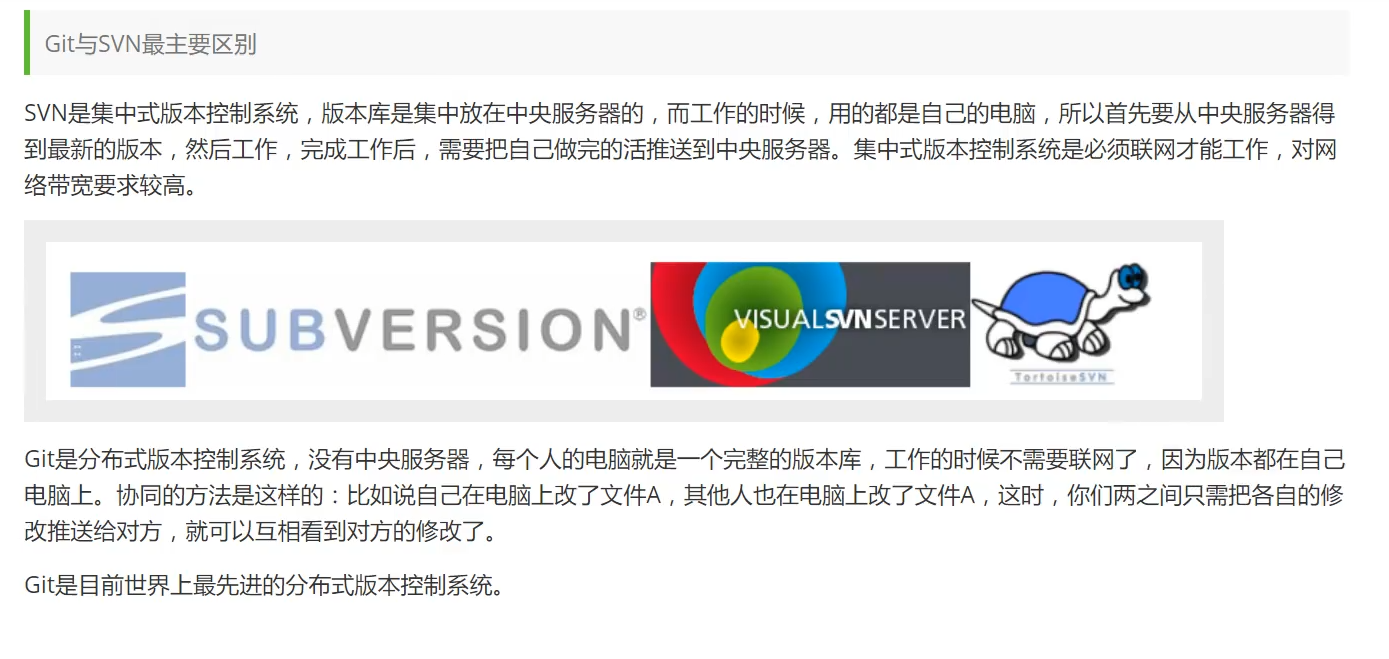 Git与SVN最主要区别
SVN是集中式版本控制系统，版本库是集中放在中央服务器的，而工作的时候，用的都是自己的电脑，所以首先要从中央服务器得
到最新的版本，然后工作，完成工作后，需要把自己做完的活推送到中央服务器。集中式版本控制系统是必须联网才能工作，对网
络带宽要求较高。
SUBVERSION®
VISUALSVNSERVER
TortoiseSVN
Git是分布式版本控制系统，没有中央服务器，每个人的电脑就是一个完整的版本库，工作的时候不需要联网了，因为版本都在自己
电脑上。协同的方法是这样的：比如说自己在电脑上改了文件A，其他人也在电脑上改了文件A，这时，你们两之间只需把各自的修
改推送给对方，就可以互相看到对方的修改了。
Git是目前世界上最先进的分布式版本控制系统。